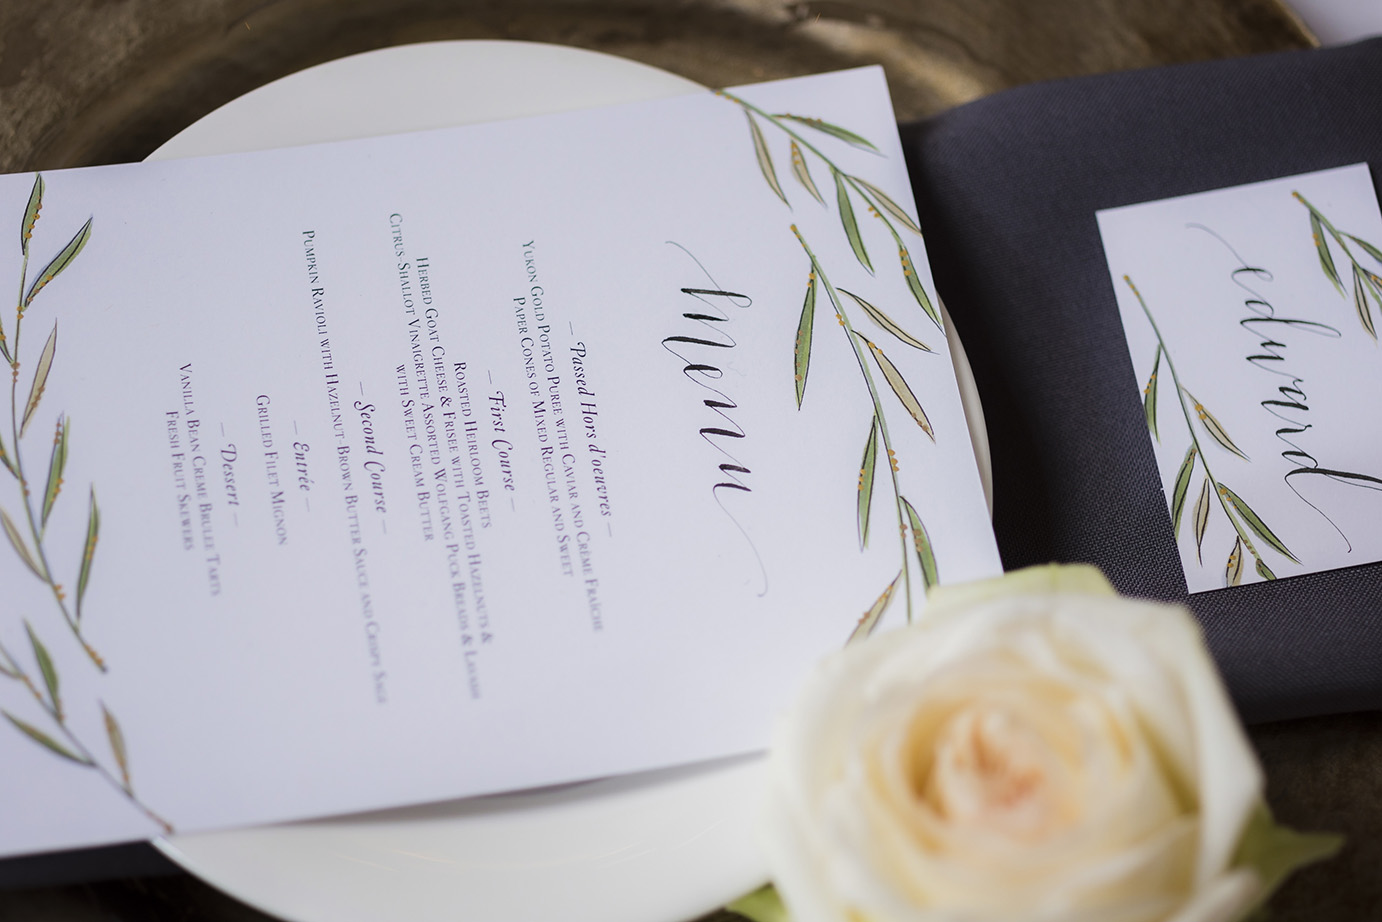 menu
— Passed Hors d'oeuvres —
Yukon Gold Potato Puree with Caviar and Crème Fraîche
Paper Cones of Mixed Regular and Sweet
— First Course —
Roasted Heirloom Beets
Herbed Goat Cheese & Frisee with Toasted Hazelnuts &
Citrus-Shallot Vinaigrette Assorted Wolfgang Puck Breads & Lavash
with Sweet Cream Butter
— Second Course —
Pumpkin Ravioli with Hazelnut-Brown Butter Sauce and Crispy Sage
— Entrée —
Grilled Filet Mignon
— Dessert —
Vanilla Bean Creme Brulee Tarts
Fresh Fruit Skewers
edward